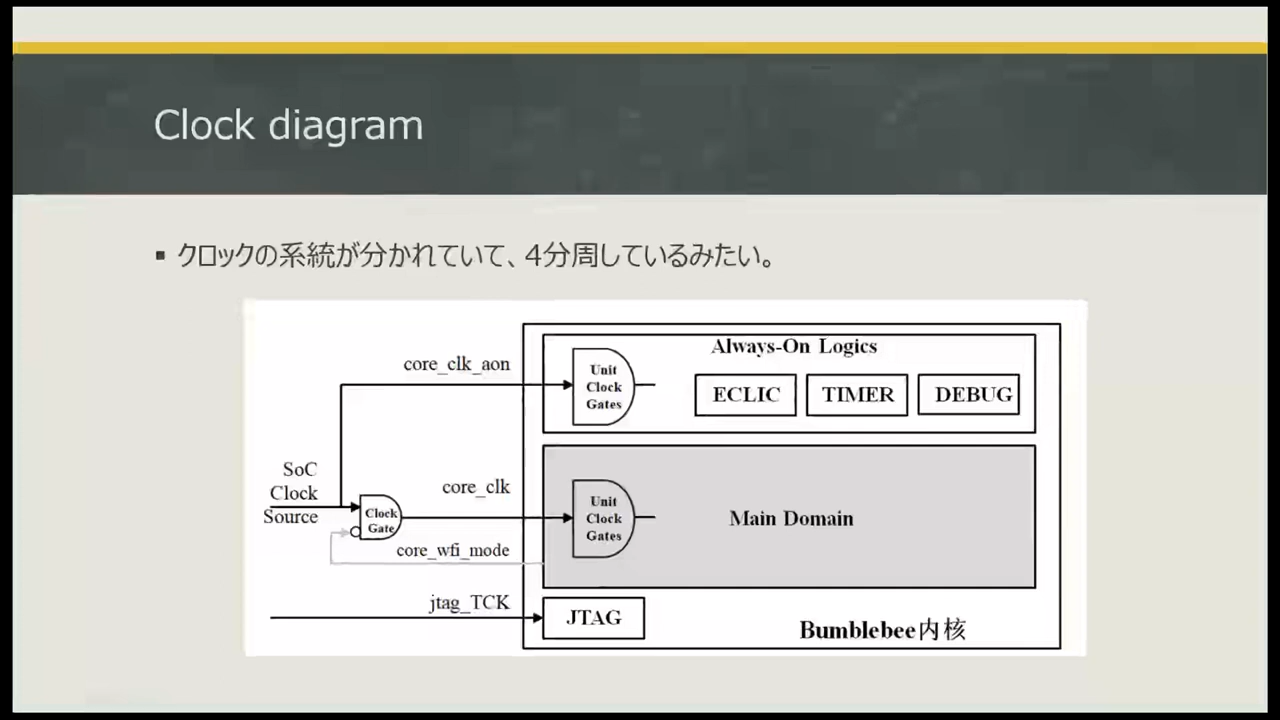 Clock diagram
▪ クロックの系統が分かれていて、4分周しているみたい。
Always-On Logics
core_clk_aon
Unit
Clock
Gates
ECLIC
TIMER
DEBUG
SoC
Clock
Source
Clock
Gate
core_clk
Unit
Clock
Gates
Main Domain
core_wfi_mode
jtag_TCK
JTAG
Bumblebee内核